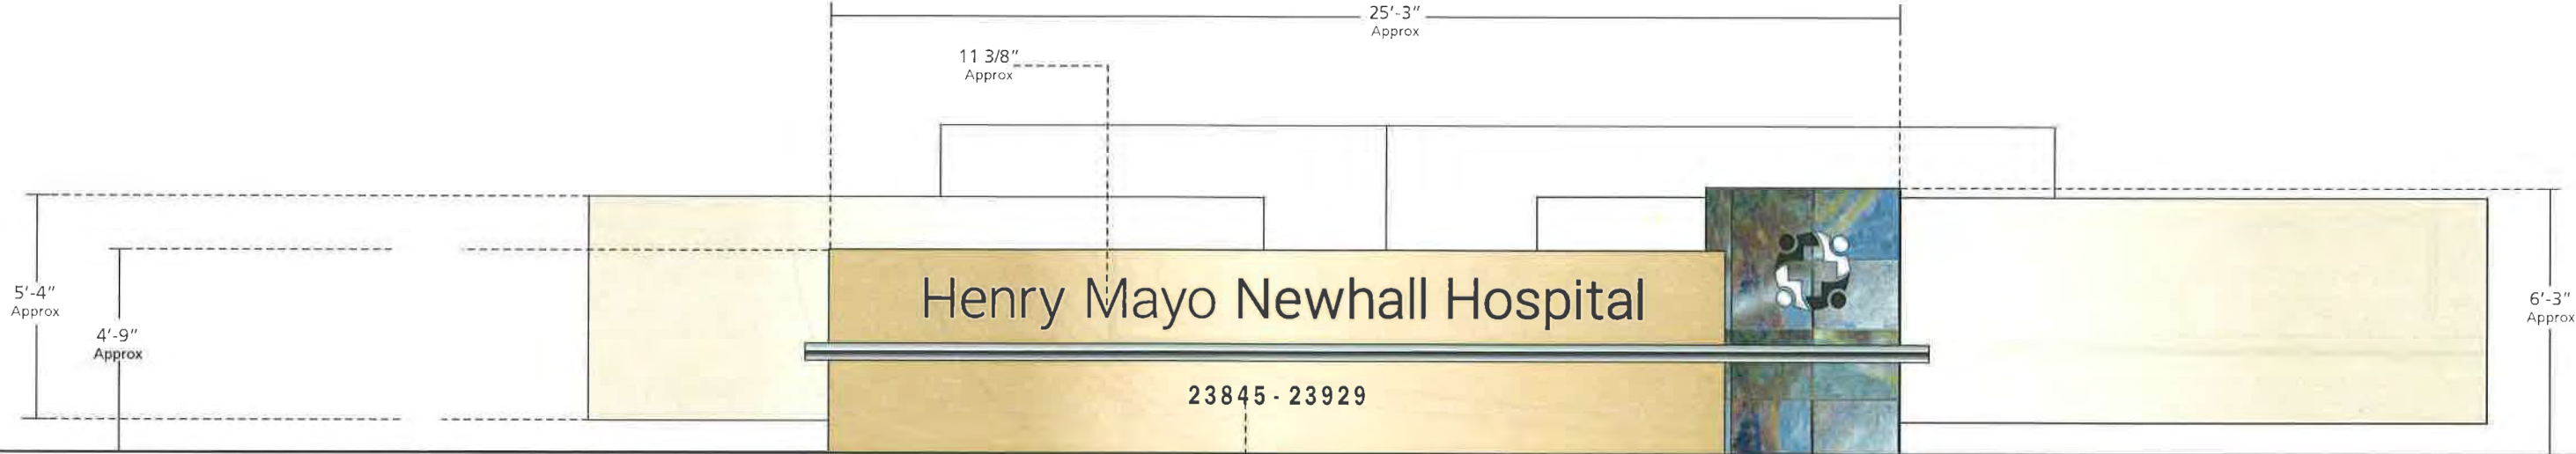 25'-3"
Approx
11 3/8"
Approx
5'-4"
Approx
4'-9"
Approx
Henry Mayo Newhall Hospital
23845 - 23929
6'-3"
Approx